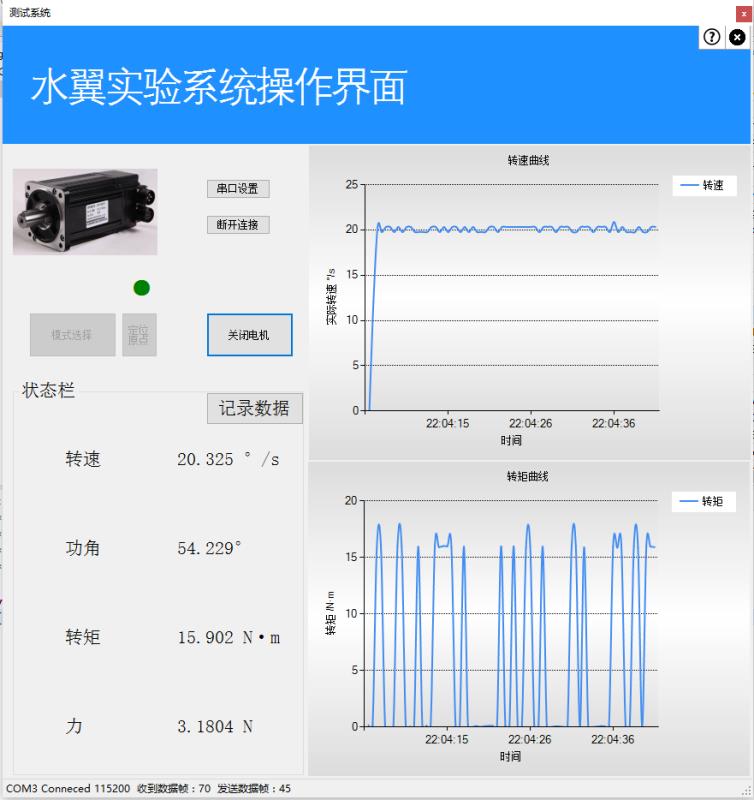 测试系统
水翼实验系统操作界面
串口设置
断开连接
模式选择
定位
原点
关闭电机
状态栏
记录数据
转速 20.325 ° /s
功角 54.229°
转矩 15.902 N·m
力 3.1804 N
转速曲线
转速
实际转速 °/s
25
20
15
10
5
0
22:04:15 22:04:26 22:04:36
时间
转矩曲线
转矩
转矩 /N·m
20
15
10
5
0
22:04:15 22:04:26 22:04:36
时间
COM3 Conneced 115200 收到数据帧：70 发送数据帧：45